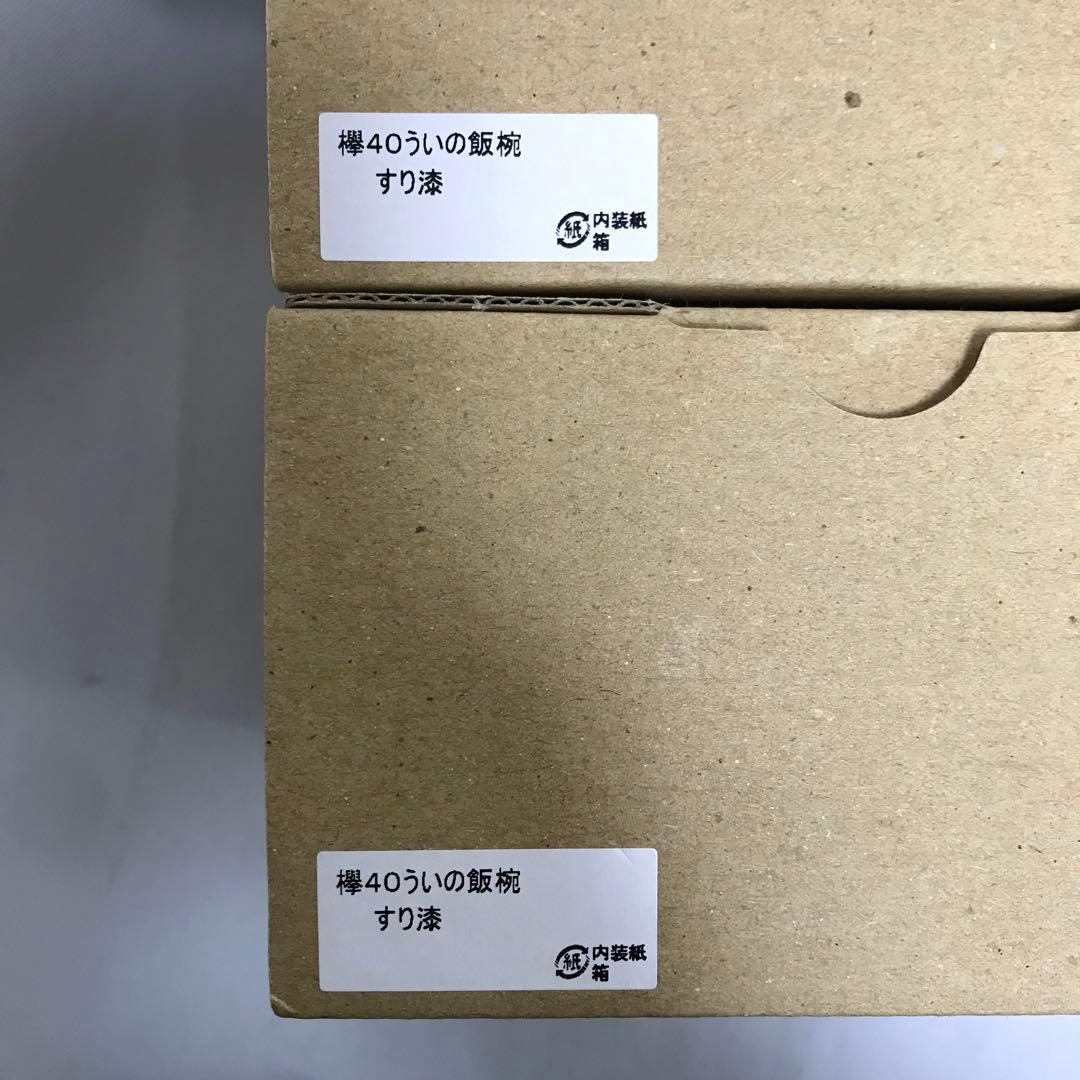 欅40ういの飯椀
すり漆
紙 内装紙
箱
欅40ういの飯椀
すり漆
紙 内装紙
箱